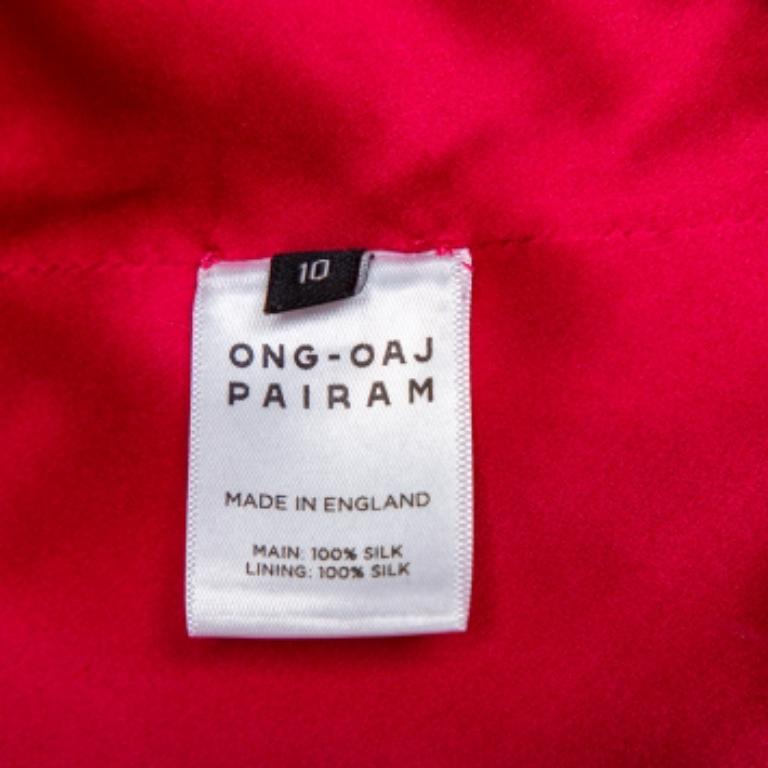 10
ONG-OAJ
PAIRAM
MADE IN ENGLAND
MAIN: 100% SILK
LINING: 100% SILK